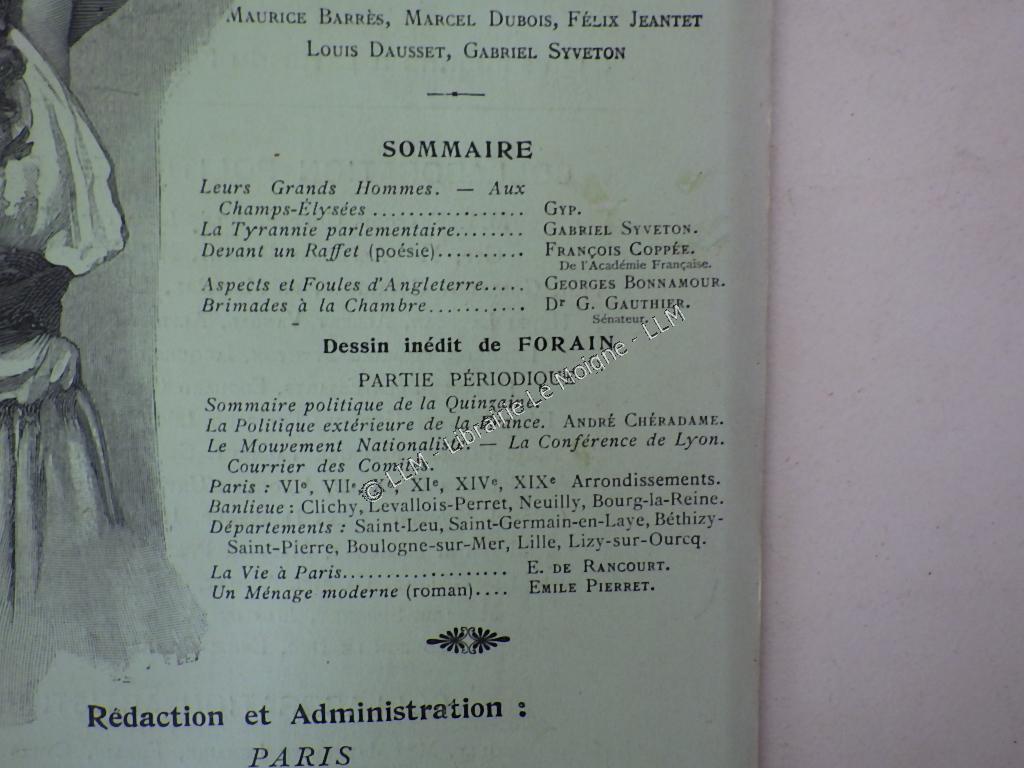 MAURICE BARRÈS, MARCEL DUBOIS, FÉLIX JEANTET
LOUIS DAUSSET, GABRIEL SYVETON
SOMMAIRE
Leurs Grands Hommes. — Aux
Champs-Élysées ................. GYP.
La Tyrannie parlementaire........ GABRIEL SYVETON.
Devant un Raffet (poésie).......... FRANÇOIS COPPÉE.
De l'Académie Française.
Aspects et Foules d'Angleterre..... GEORGES BONNAMOUR.
Brimades à la Chambre........... Dr G. GAUTHIER.
Sénateur.
Dessin inédit de FORAIN
PARTIE PÉRIODIQUE
Sommaire politique de la Quinzaine.
La Politique extérieure de la France. ANDRÉ CHÉRADAME.
Le Mouvement Nationaliste. — La Conférence de Lyon.
Courrier des Comités.
Paris : VIe, VIIe, Xe, XIe, XIVe, XIXe Arrondissements.
Banlieue : Clichy, Levallois-Perret, Neuilly, Bourg-la-Reine.
Départements : Saint-Leu, Saint-Germain-en-Laye, Béthizy-
Saint-Pierre, Boulogne-sur-Mer, Lille, Lizy-sur-Ourcq.
La Vie à Paris................... E. DE RANCOURT.
Un Ménage moderne (roman).... EMILE PIERRET.
Rédaction et Administration :
PARIS
© LLM - Librairie Le Moigne - LLM